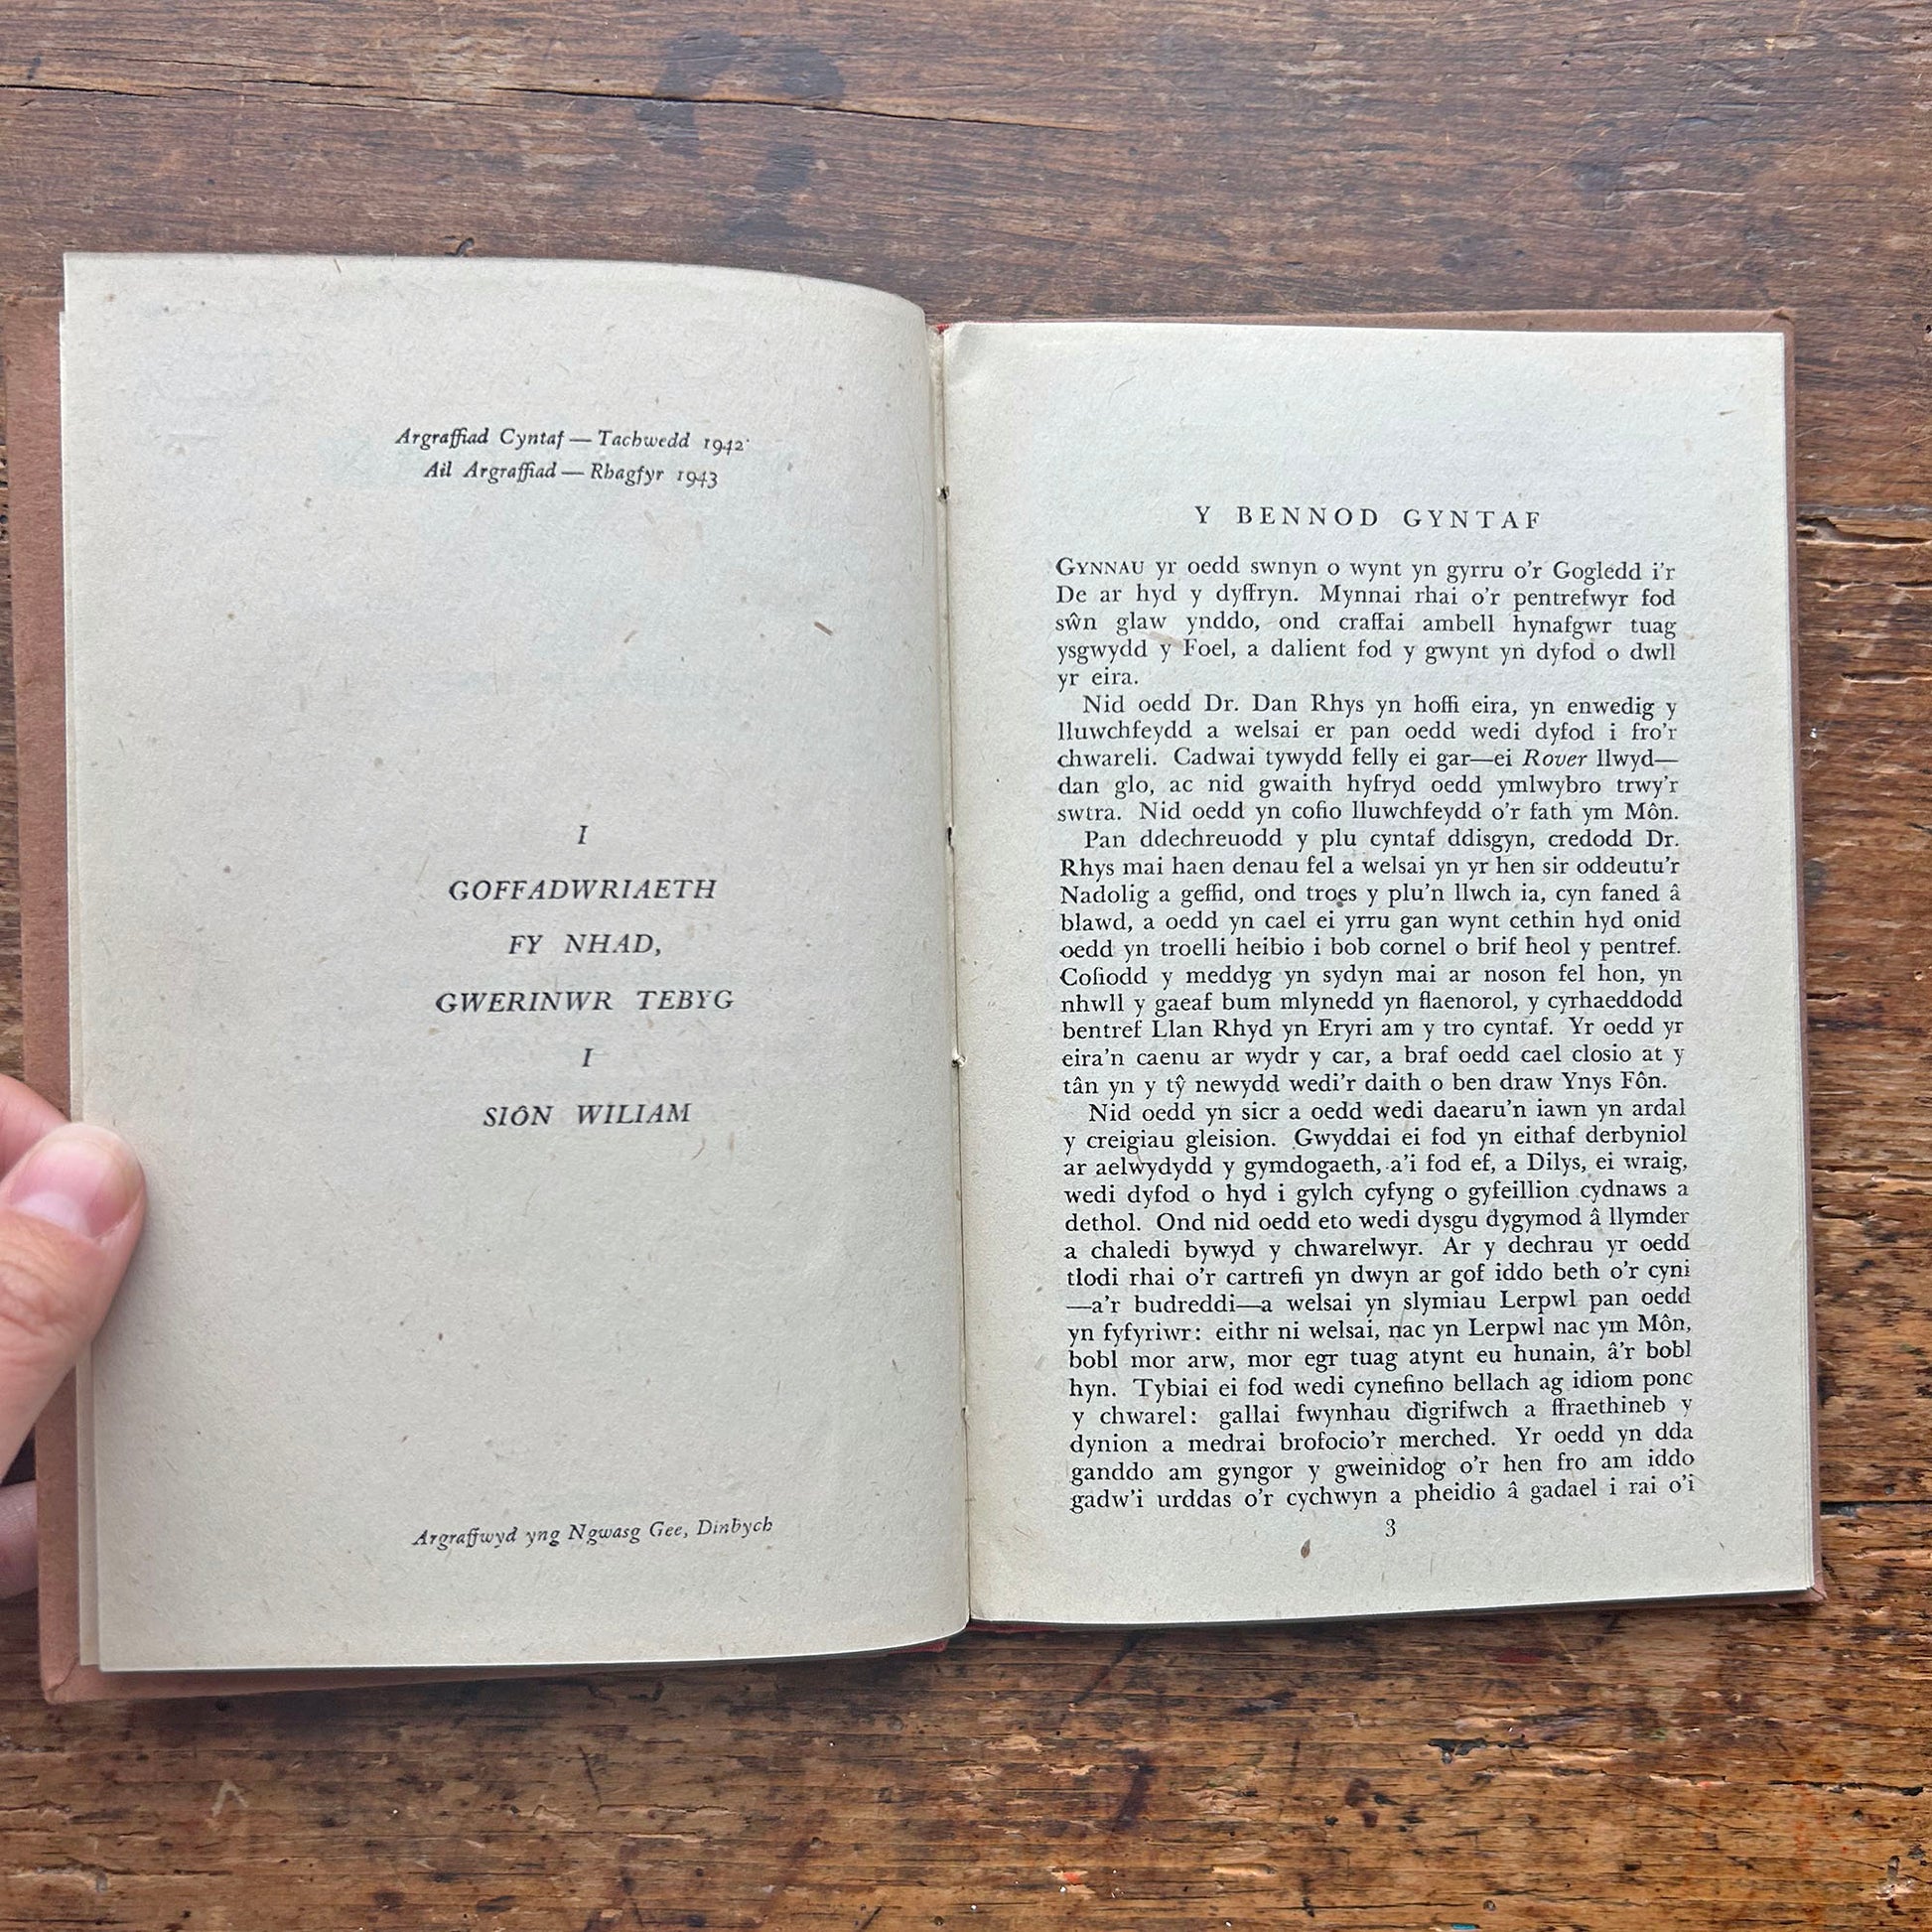 Argraffiad Cyntaf — Tachwedd 1942
Ail Argraffiad — Rhagfyr 1943
I
GOFFADWRIAETH
FY NHAD,
GWERINWR TEBYG
I
SIÔN WILIAM
Argraffwyd yng Ngwasg Gee, Dinbych
Y BENNOD GYNTAF
GYNNAU yr oedd swnyn o wynt yn gyrru o'r Gogledd i'r
De ar hyd y dyffryn. Mynnai rhai o'r pentrefwyr fod
sŵn glaw ynddo, ond craffai ambell hynafgwr tuag
ysgwydd y Foel, a dalient fod y gwynt yn dyfod o dwll
yr eira.
Nid oedd Dr. Dan Rhys yn hoffi eira, yn enwedig y
lluwchfeydd a welsai er pan oedd wedi dyfod i fro'r
chwareli. Cadwai tywydd felly ei gar—ei Rover llwyd—
dan glo, ac nid gwaith hyfryd oedd ymlwybro trwy'r
swtra. Nid oedd yn cofio lluwchfeydd o'r fath ym Môn.
Pan ddechreuodd y plu cyntaf ddisgyn, credodd Dr.
Rhys mai haen denau fel a welsai yn yr hen sir oddeutu'r
Nadolig a geffid, ond troes y plu'n llwch ia, cyn faned â
blawd, a oedd yn cael ei yrru gan wynt cethin hyd onid
oedd yn troelli heibio i bob cornel o brif heol y pentref.
Cofiodd y meddyg yn sydyn mai ar noson fel hon, yn
nhwll y gaeaf bum mlynedd yn flaenorol, y cyrhaeddodd
bentref Llan Rhyd yn Eryri am y tro cyntaf. Yr oedd yr
eira'n caenu ar wydr y car, a braf oedd cael closio at y
tân yn y tŷ newydd wedi'r daith o ben draw Ynys Fôn.
Nid oedd yn sicr a oedd wedi daearu'n iawn yn ardal
y creigiau gleision. Gwyddai ei fod yn eithaf derbyniol
ar aelwydydd y gymdogaeth, a'i fod ef, a Dilys, ei wraig,
wedi dyfod o hyd i gylch cyfyng o gyfeillion cydnaws a
dethol. Ond nid oedd eto wedi dysgu dygymod â llymder
a chaledi bywyd y chwarelwyr. Ar y dechrau yr oedd
tlodi rhai o'r cartrefi yn dwyn ar gof iddo beth o'r cyni
—a'r budreddi—a welsai yn slymiau Lerpwl pan oedd
yn fyfyriwr: eithr ni welsai, nac yn Lerpwl nac ym Môn,
bobl mor arw, mor egr tuag atynt eu hunain, â'r bobl
hyn. Tybiai ei fod wedi cynefino bellach ag idiom ponc
y chwarel: gallai fwynhau digrifwch a ffraethineb y
dynion a medrai brofocio'r merched. Yr oedd yn dda
ganddo am gyngor y gweinidog o'r hen fro am iddo
gadw'i urddas o'r cychwyn a pheidio â gadael i rai o'i
3